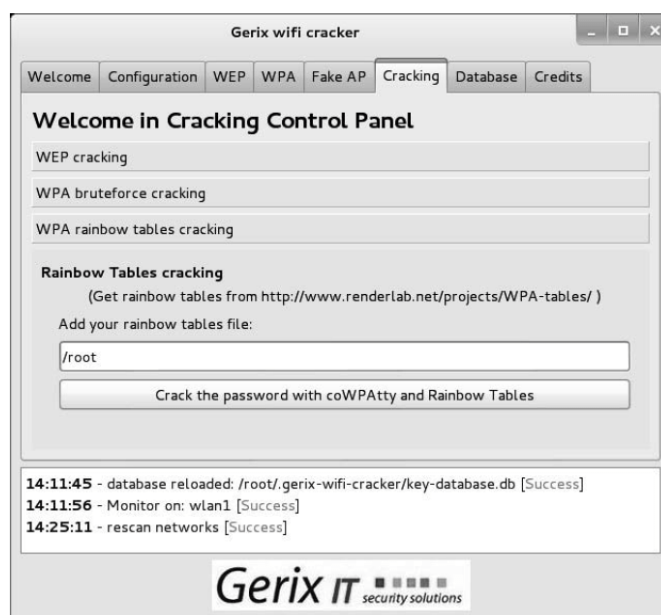 Gerix wifi cracker
Welcome Configuration WEP WPA Fake AP Cracking Database Credits
Welcome in Cracking Control Panel
WEP cracking
WPA bruteforce cracking
WPA rainbow tables cracking
Rainbow Tables cracking
(Get rainbow tables from http://www.renderlab.net/projects/WPA-tables/ )
Add your rainbow tables file:
/root
Crack the password with coWPAtty and Rainbow Tables
14:11:45 - database reloaded: /root/.gerix-wifi-cracker/key-database.db [Success]
14:11:56 - Monitor on: wlan1 [Success]
14:25:11 - rescan networks [Success]
Gerix IT security solutions